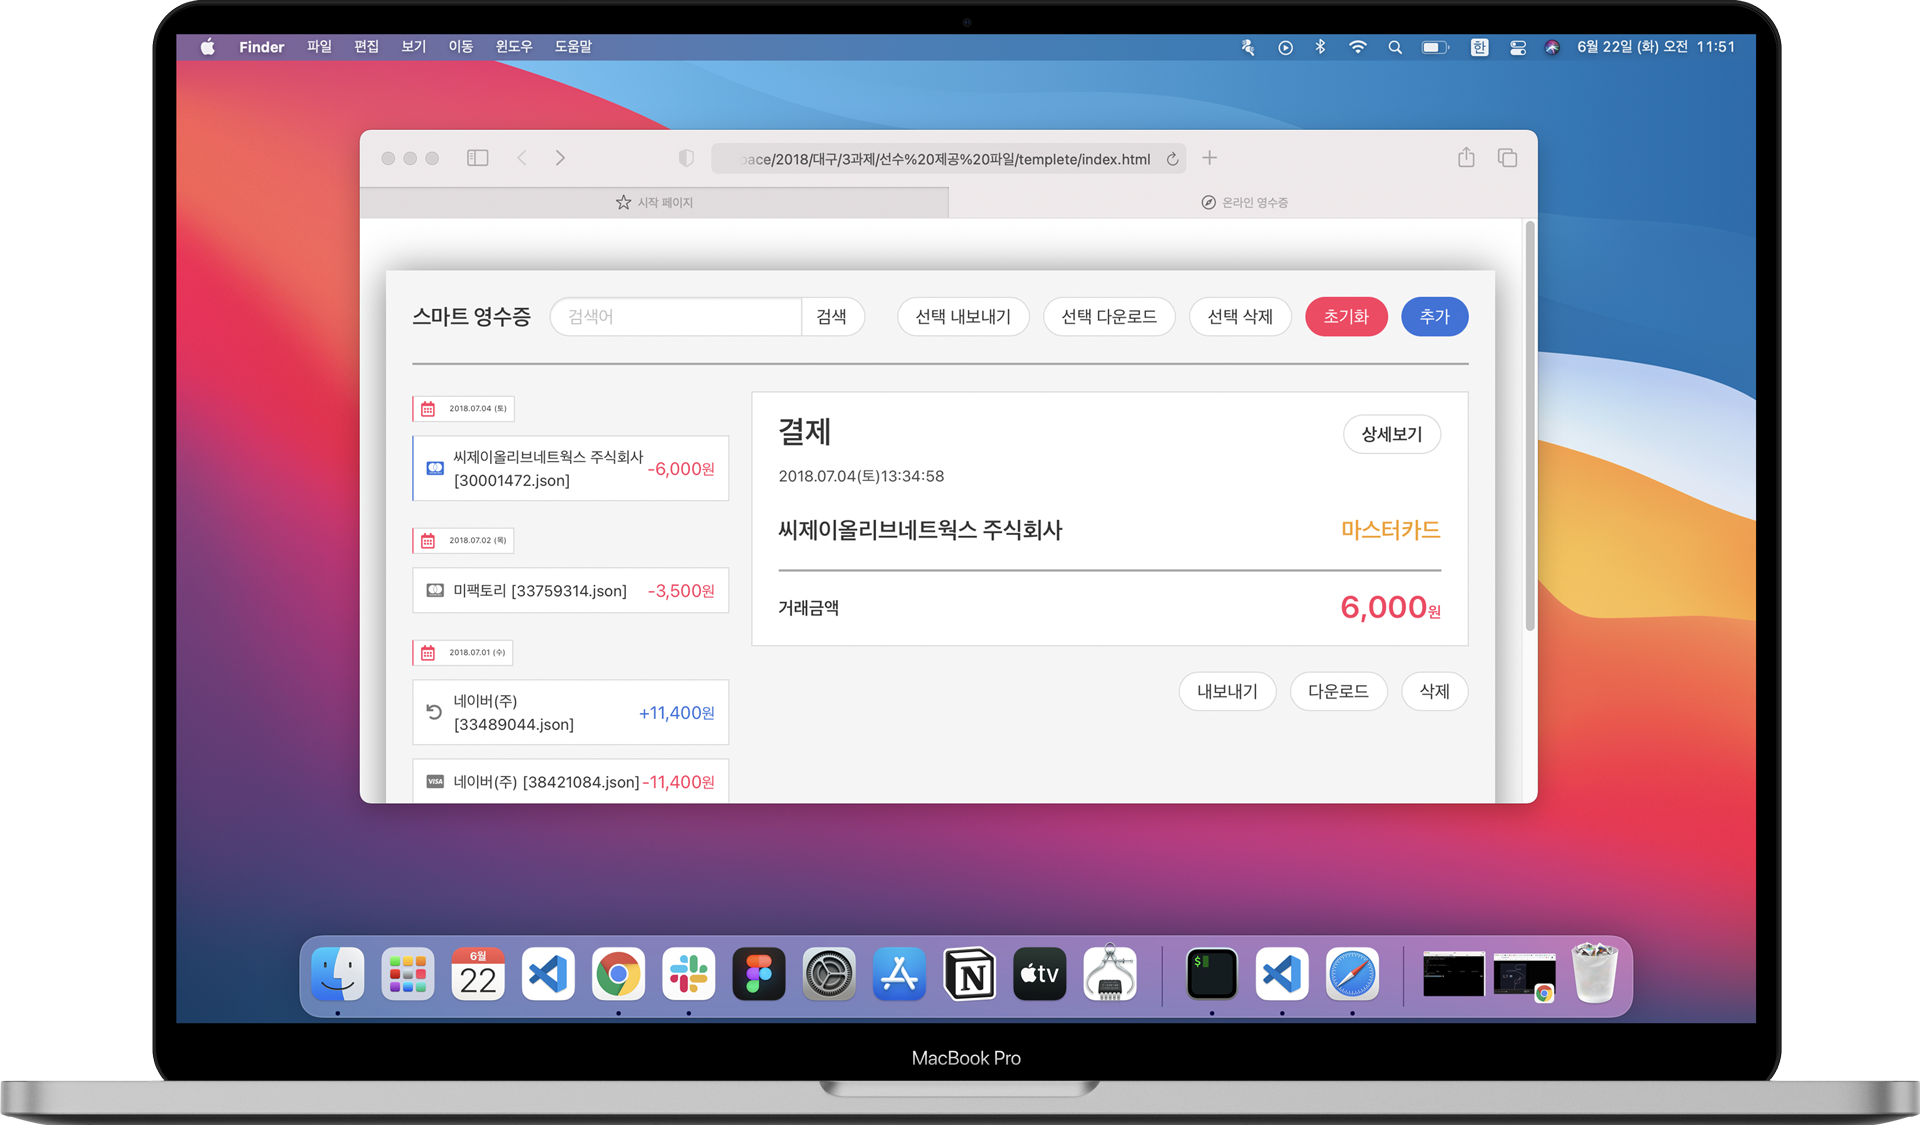 Finder 파일 편집 보기 이동 윈도우 도움말 한 6월 22일 (화) 오전 11:51
pace/2018/대구/3과제/선수%20제공%20파일/templete/index.html
시작 페이지 온라인 영수증
스마트 영수증 검색어 검색 선택 내보내기 선택 다운로드 선택 삭제 초기화 추가
2018.07.04 (토)
씨제이올리브네트웍스 주식회사
[30001472.json]
-6,000원
2018.07.02 (목)
미팩토리 [33759314.json] -3,500원
2018.07.01 (수)
네이버(주)
[33489044.json]
+11,400원
VISA 네이버(주) [38421084.json] -11,400원
결제 상세보기
2018.07.04(토)13:34:58
씨제이올리브네트웍스 주식회사 마스터카드
거래금액 6,000원
내보내기 다운로드 삭제
6월
22
N
tv
$
MacBook Pro